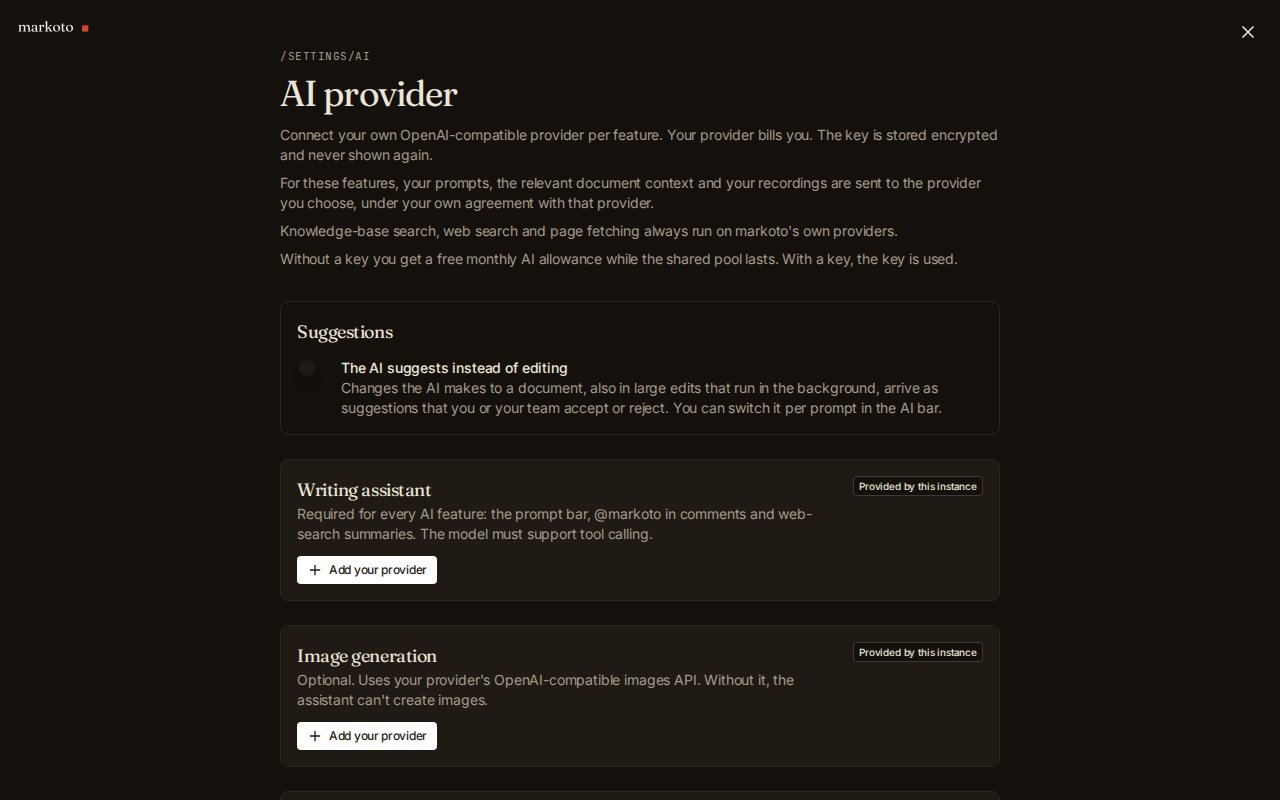 markoto
/SETTINGS/AI
AI provider
Connect your own OpenAI-compatible provider per feature. Your provider bills you. The key is stored encrypted
and never shown again.
For these features, your prompts, the relevant document context and your recordings are sent to the provider
you choose, under your own agreement with that provider.
Knowledge-base search, web search and page fetching always run on markoto's own providers.
Without a key you get a free monthly AI allowance while the shared pool lasts. With a key, the key is used.
Suggestions
The AI suggests instead of editing
Changes the AI makes to a document, also in large edits that run in the background, arrive as
suggestions that you or your team accept or reject. You can switch it per prompt in the AI bar.
Writing assistant
Provided by this instance
Required for every AI feature: the prompt bar, @markoto in comments and web-
search summaries. The model must support tool calling.
Add your provider
Image generation
Provided by this instance
Optional. Uses your provider's OpenAI-compatible images API. Without it, the
assistant can't create images.
Add your provider